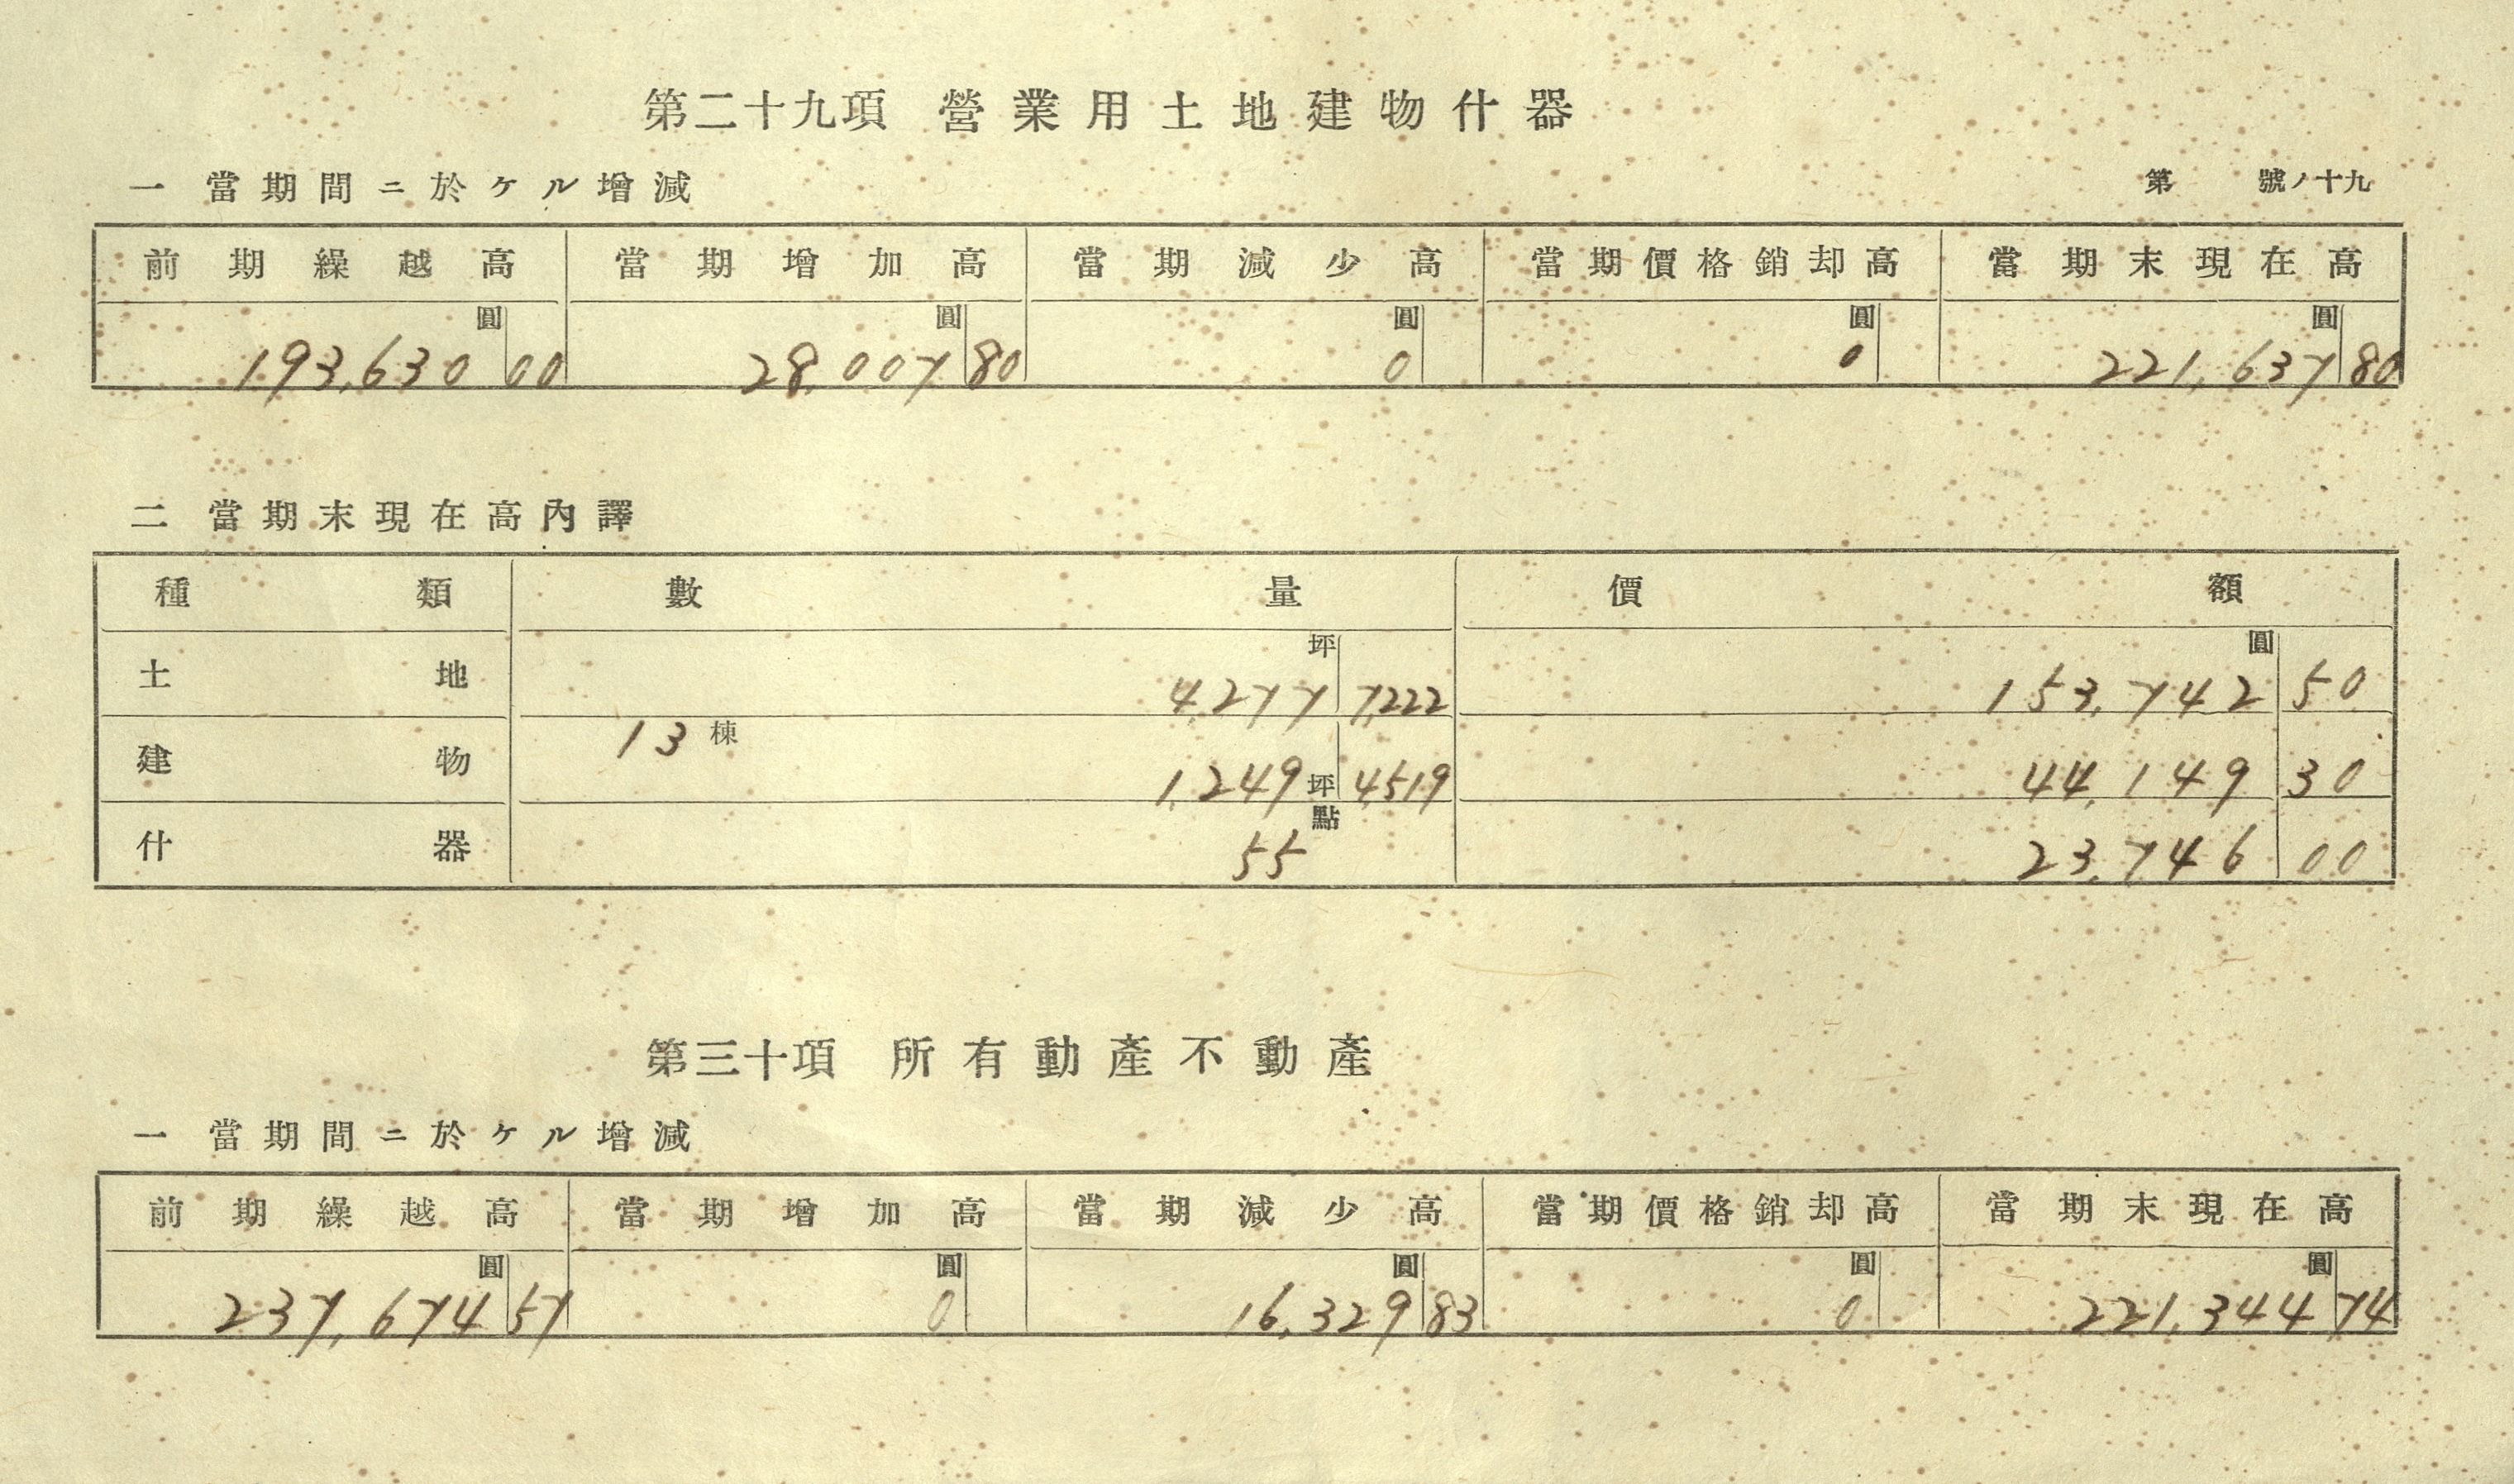 第二十九項 營業用土地建物什器
一 當期間ニ於ケル增減 第 號ノ十九
前期繰越高 當期增加高 當期減少高 當期價格銷却高 當期末現在高
圓 圓 圓 圓 圓
193,630 00 28,007 80 0 0 221,637 80
二 當期末現在高內譯
種類 數量 價額
坪 圓
土地 4,277 7,222 153,742 50
13 棟
建物 1,249 坪 4519 44,149 30
點
什器 55 23,746 00
第三十項 所有動產不動產
一 當期間ニ於ケル增減
前期繰越高 當期增加高 當期減少高 當期價格銷却高 當期末現在高
圓 圓 圓 圓 圓
237,674 57 0 16,329 83 0 221,344 74